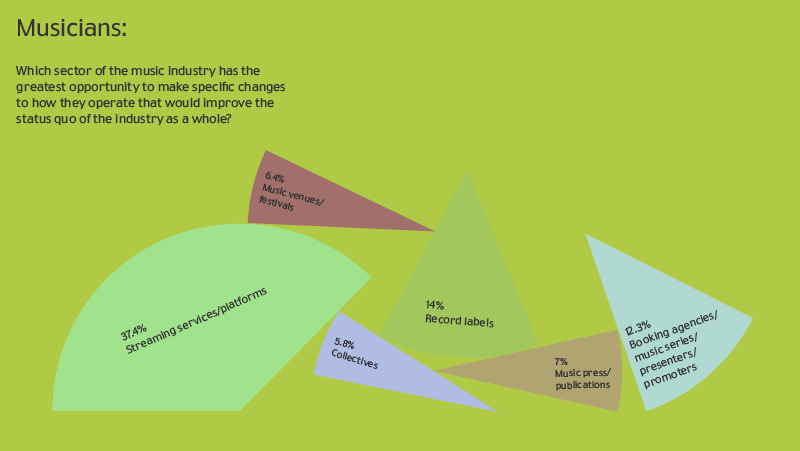 Musicians:
Which sector of the music industry has the
greatest opportunity to make specific changes
to how they operate that would improve the
status quo of the industry as a whole?
6.4%
Music venues/
festivals
37.4%
Streaming services/platforms
14%
Record labels
5.8%
Collectives
7%
Music press/
publications
12.3%
Booking agencies/
music series/
presenters/
promoters